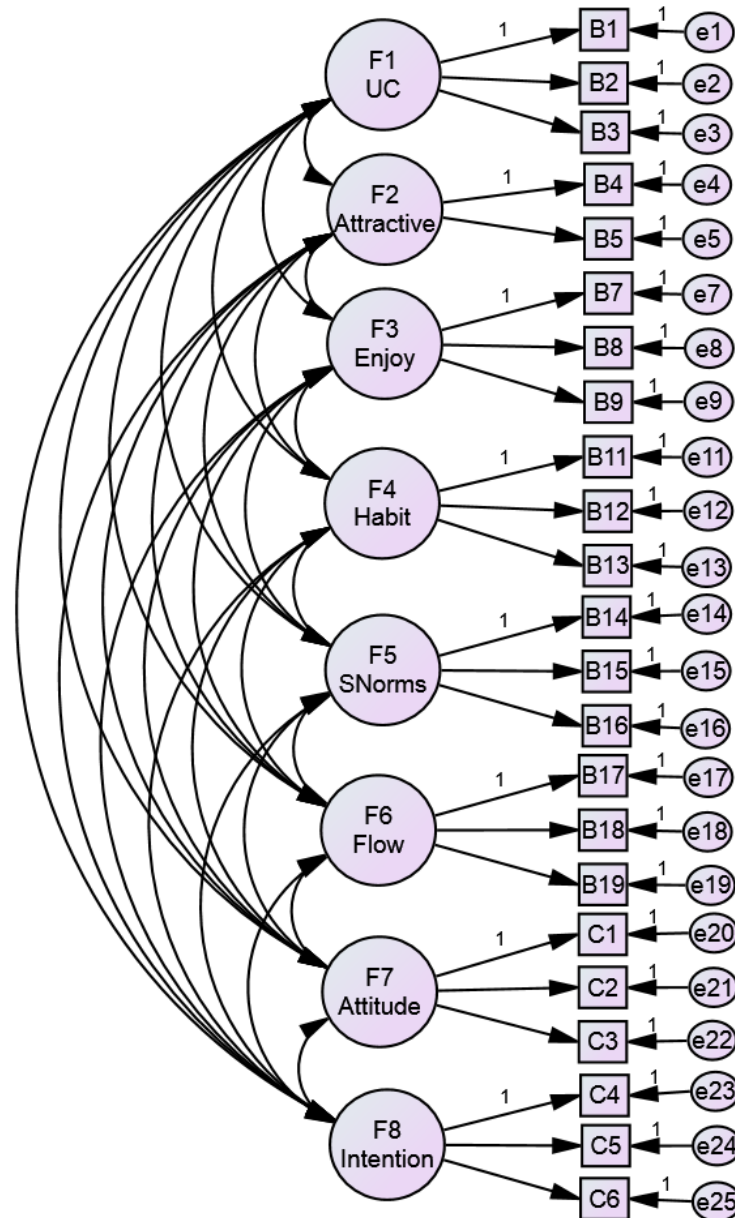 F1
UC
1
B1
1
e1
B2
1
e2
B3
1
e3
F2
Attractive
1
B4
1
e4
B5
1
e5
F3
Enjoy
1
B7
1
e7
B8
1
e8
B9
1
e9
F4
Habit
1
B11
1
e11
B12
1
e12
B13
1
e13
F5
SNorms
1
B14
1
e14
B15
1
e15
B16
1
e16
F6
Flow
1
B17
1
e17
B18
1
e18
B19
1
e19
F7
Attitude
1
C1
1
e20
C2
1
e21
C3
1
e22
F8
Intention
1
C4
1
e23
C5
1
e24
C6
1
e25